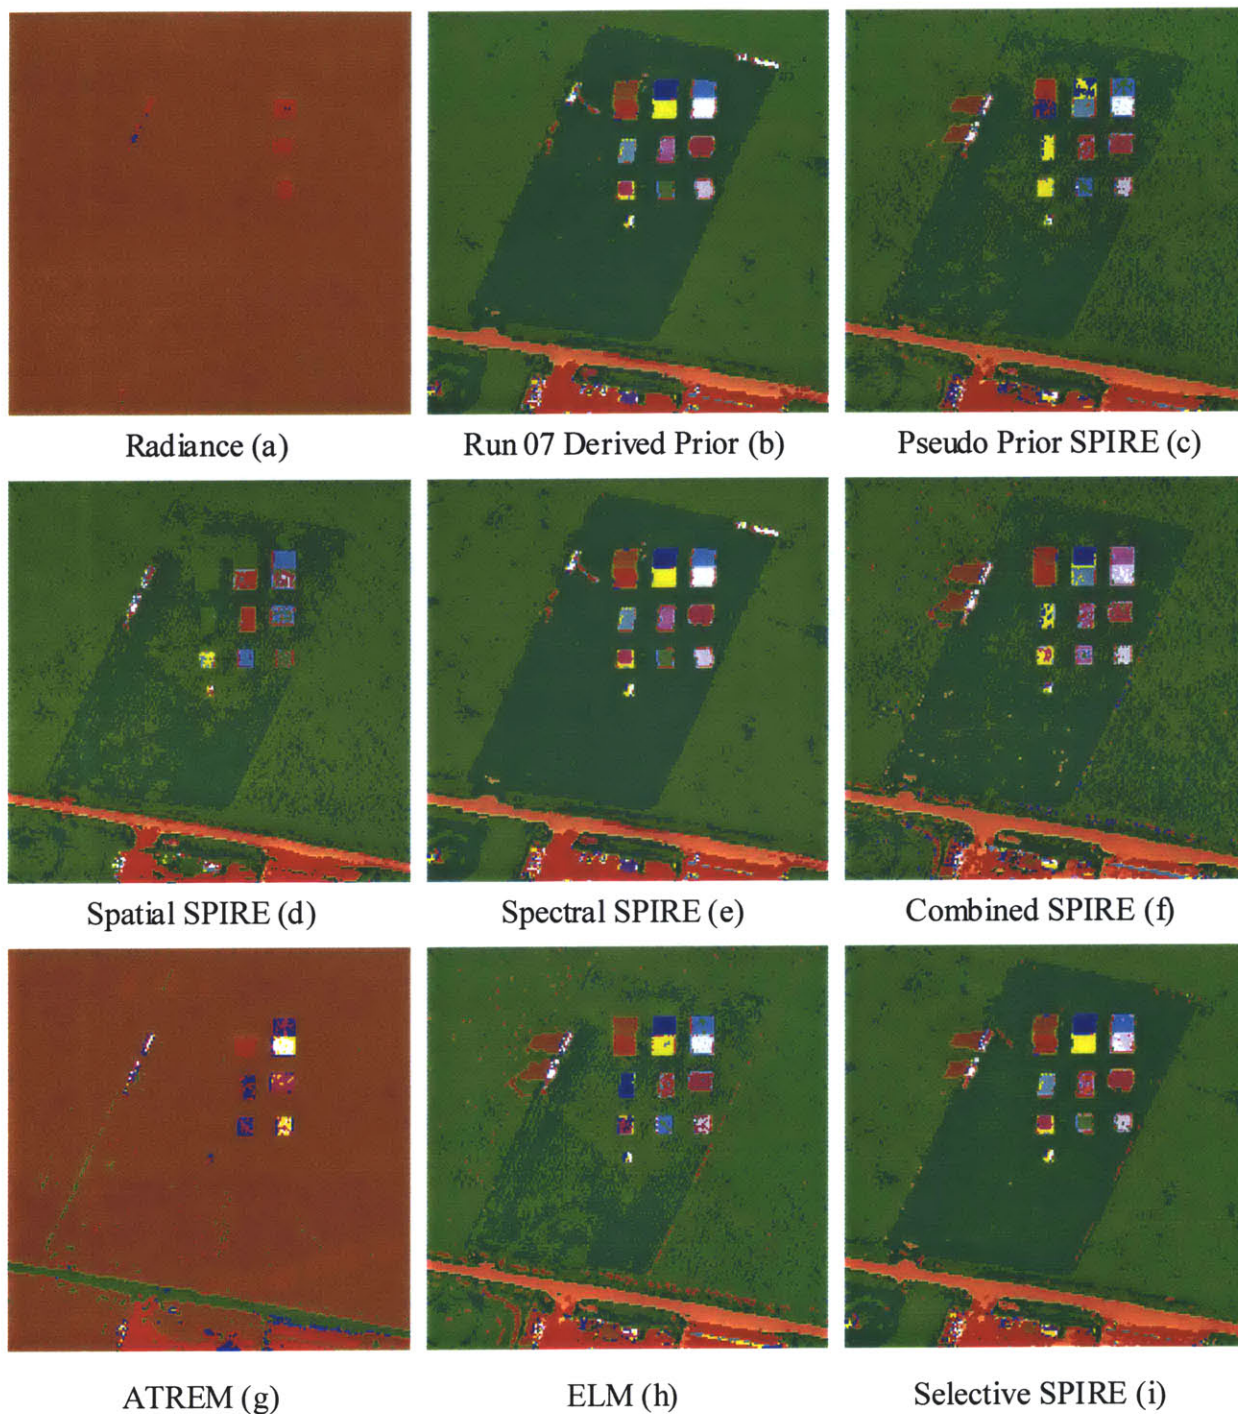 Radiance (a)
Run 07 Derived Prior (b)
Pseudo Prior SPIRE (c)
Spatial SPIRE (d)
Spectral SPIRE (e)
Combined SPIRE (f)
ATREM (g)
ELM (h)
Selective SPIRE (i)